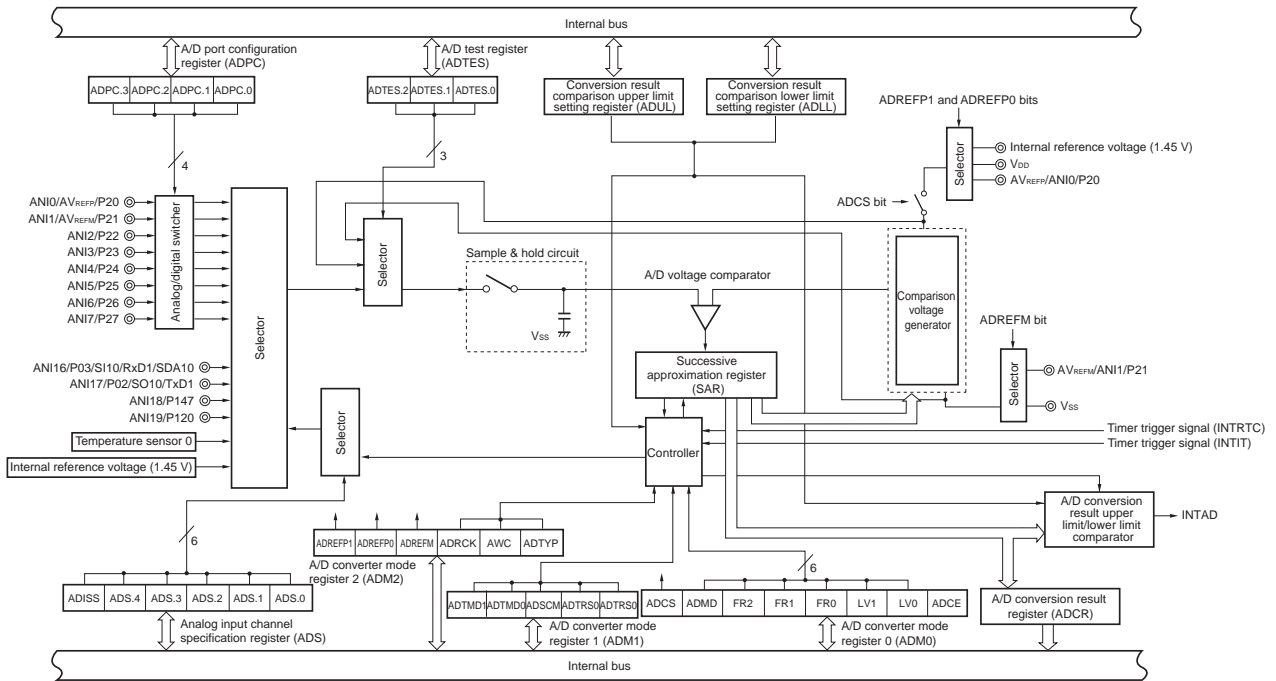 Internal bus
A/D port configuration
register (ADPC)
A/D test register
(ADTES)
ADPC.3 ADPC.2 ADPC.1 ADPC.0
ADTES.2 ADTES.1 ADTES.0
Conversion result
comparison upper limit
setting register (ADUL)
Conversion result
comparison lower limit
setting register (ADLL)
ADREFP1 and ADREFP0 bits
Selector
Internal reference voltage (1.45 V)
VDD
AVREFP/ANI0/P20
4
3
ADCS bit
ANI0/AVREFP/P20
ANI1/AVREFM/P21
ANI2/P22
ANI3/P23
ANI4/P24
ANI5/P25
ANI6/P26
ANI7/P27
Analog/digital switcher
Selector
Selector
Sample & hold circuit
VSS
A/D voltage comparator
Comparison
voltage
generator
ADREFM bit
Selector
AVREFM/ANI1/P21
VSS
Successive
approximation register
(SAR)
ANI16/P03/SI10/RxD1/SDA10
ANI17/P02/SO10/TxD1
ANI18/P147
ANI19/P120
Temperature sensor 0
Internal reference voltage (1.45 V)
Selector
Controller
Timer trigger signal (INTRTC)
Timer trigger signal (INTIT)
A/D conversion
result upper
limit/lower limit
comparator
INTAD
6
ADREFP1 ADREFP0 ADREFM ADRCK AWC ADTYP
A/D converter mode
register 2 (ADM2)
6
ADISS ADS.4 ADS.3 ADS.2 ADS.1 ADS.0
Analog input channel
specification register (ADS)
ADTMD1 ADTMD0 ADSCM ADTRS0 ADTRS0
A/D converter mode
register 1 (ADM1)
ADCS ADMD FR2 FR1 FR0 LV1 LV0 ADCE
A/D converter mode
register 0 (ADM0)
A/D conversion result
register (ADCR)
Internal bus